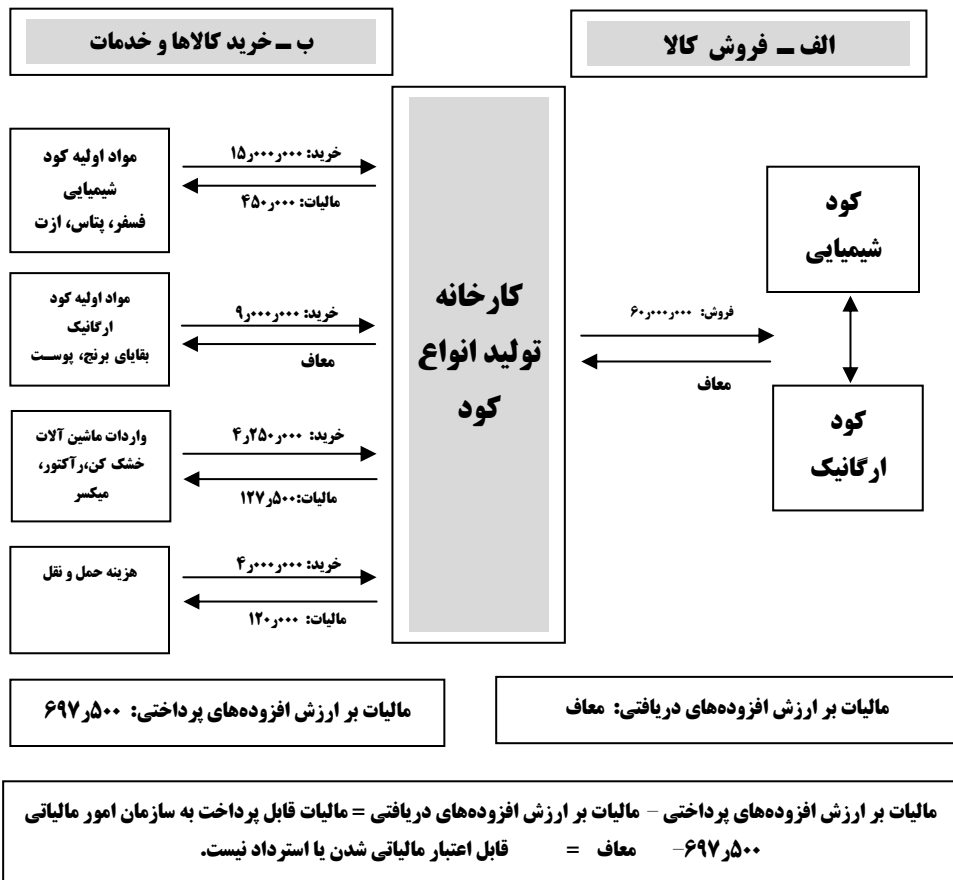 الف ـ فروش کالا
ب ـ خرید کالاها و خدمات
کارخانه
تولید انواع
کود
کود
شیمیایی
فروش: ۶۰٫۰۰۰٫۰۰۰
معاف
کود
ارگانیک
مواد اولیه کود
شیمیایی
فسفر، پتاس، ازت
خرید: ۱۵٫۰۰۰٫۰۰۰
مالیات: ۴۵۰٫۰۰۰
مواد اولیه کود
ارگانیک
بقایای برنج، پوست
خرید: ۹٫۰۰۰٫۰۰۰
معاف
واردات ماشین آلات
خشک کن،رآکتور،
میکسر
خرید: ۴٫۲۵۰٫۰۰۰
مالیات:۱۲۷٫۵۰۰
هزینه حمل و نقل
خرید: ۴٫۰۰۰٫۰۰۰
مالیات: ۱۲۰٫۰۰۰
مالیات بر ارزش افزوده‌های دریافتی: معاف
مالیات بر ارزش افزوده‌های پرداختی: ۶۹۷٫۵۰۰
مالیات بر ارزش افزوده‌های پرداختی – مالیات بر ارزش افزوده‌های دریافتی = مالیات قابل پرداخت به سازمان امور مالیاتی
۶۹۷٫۵۰۰– معاف = قابل اعتبار مالیاتی شدن یا استرداد نیست.